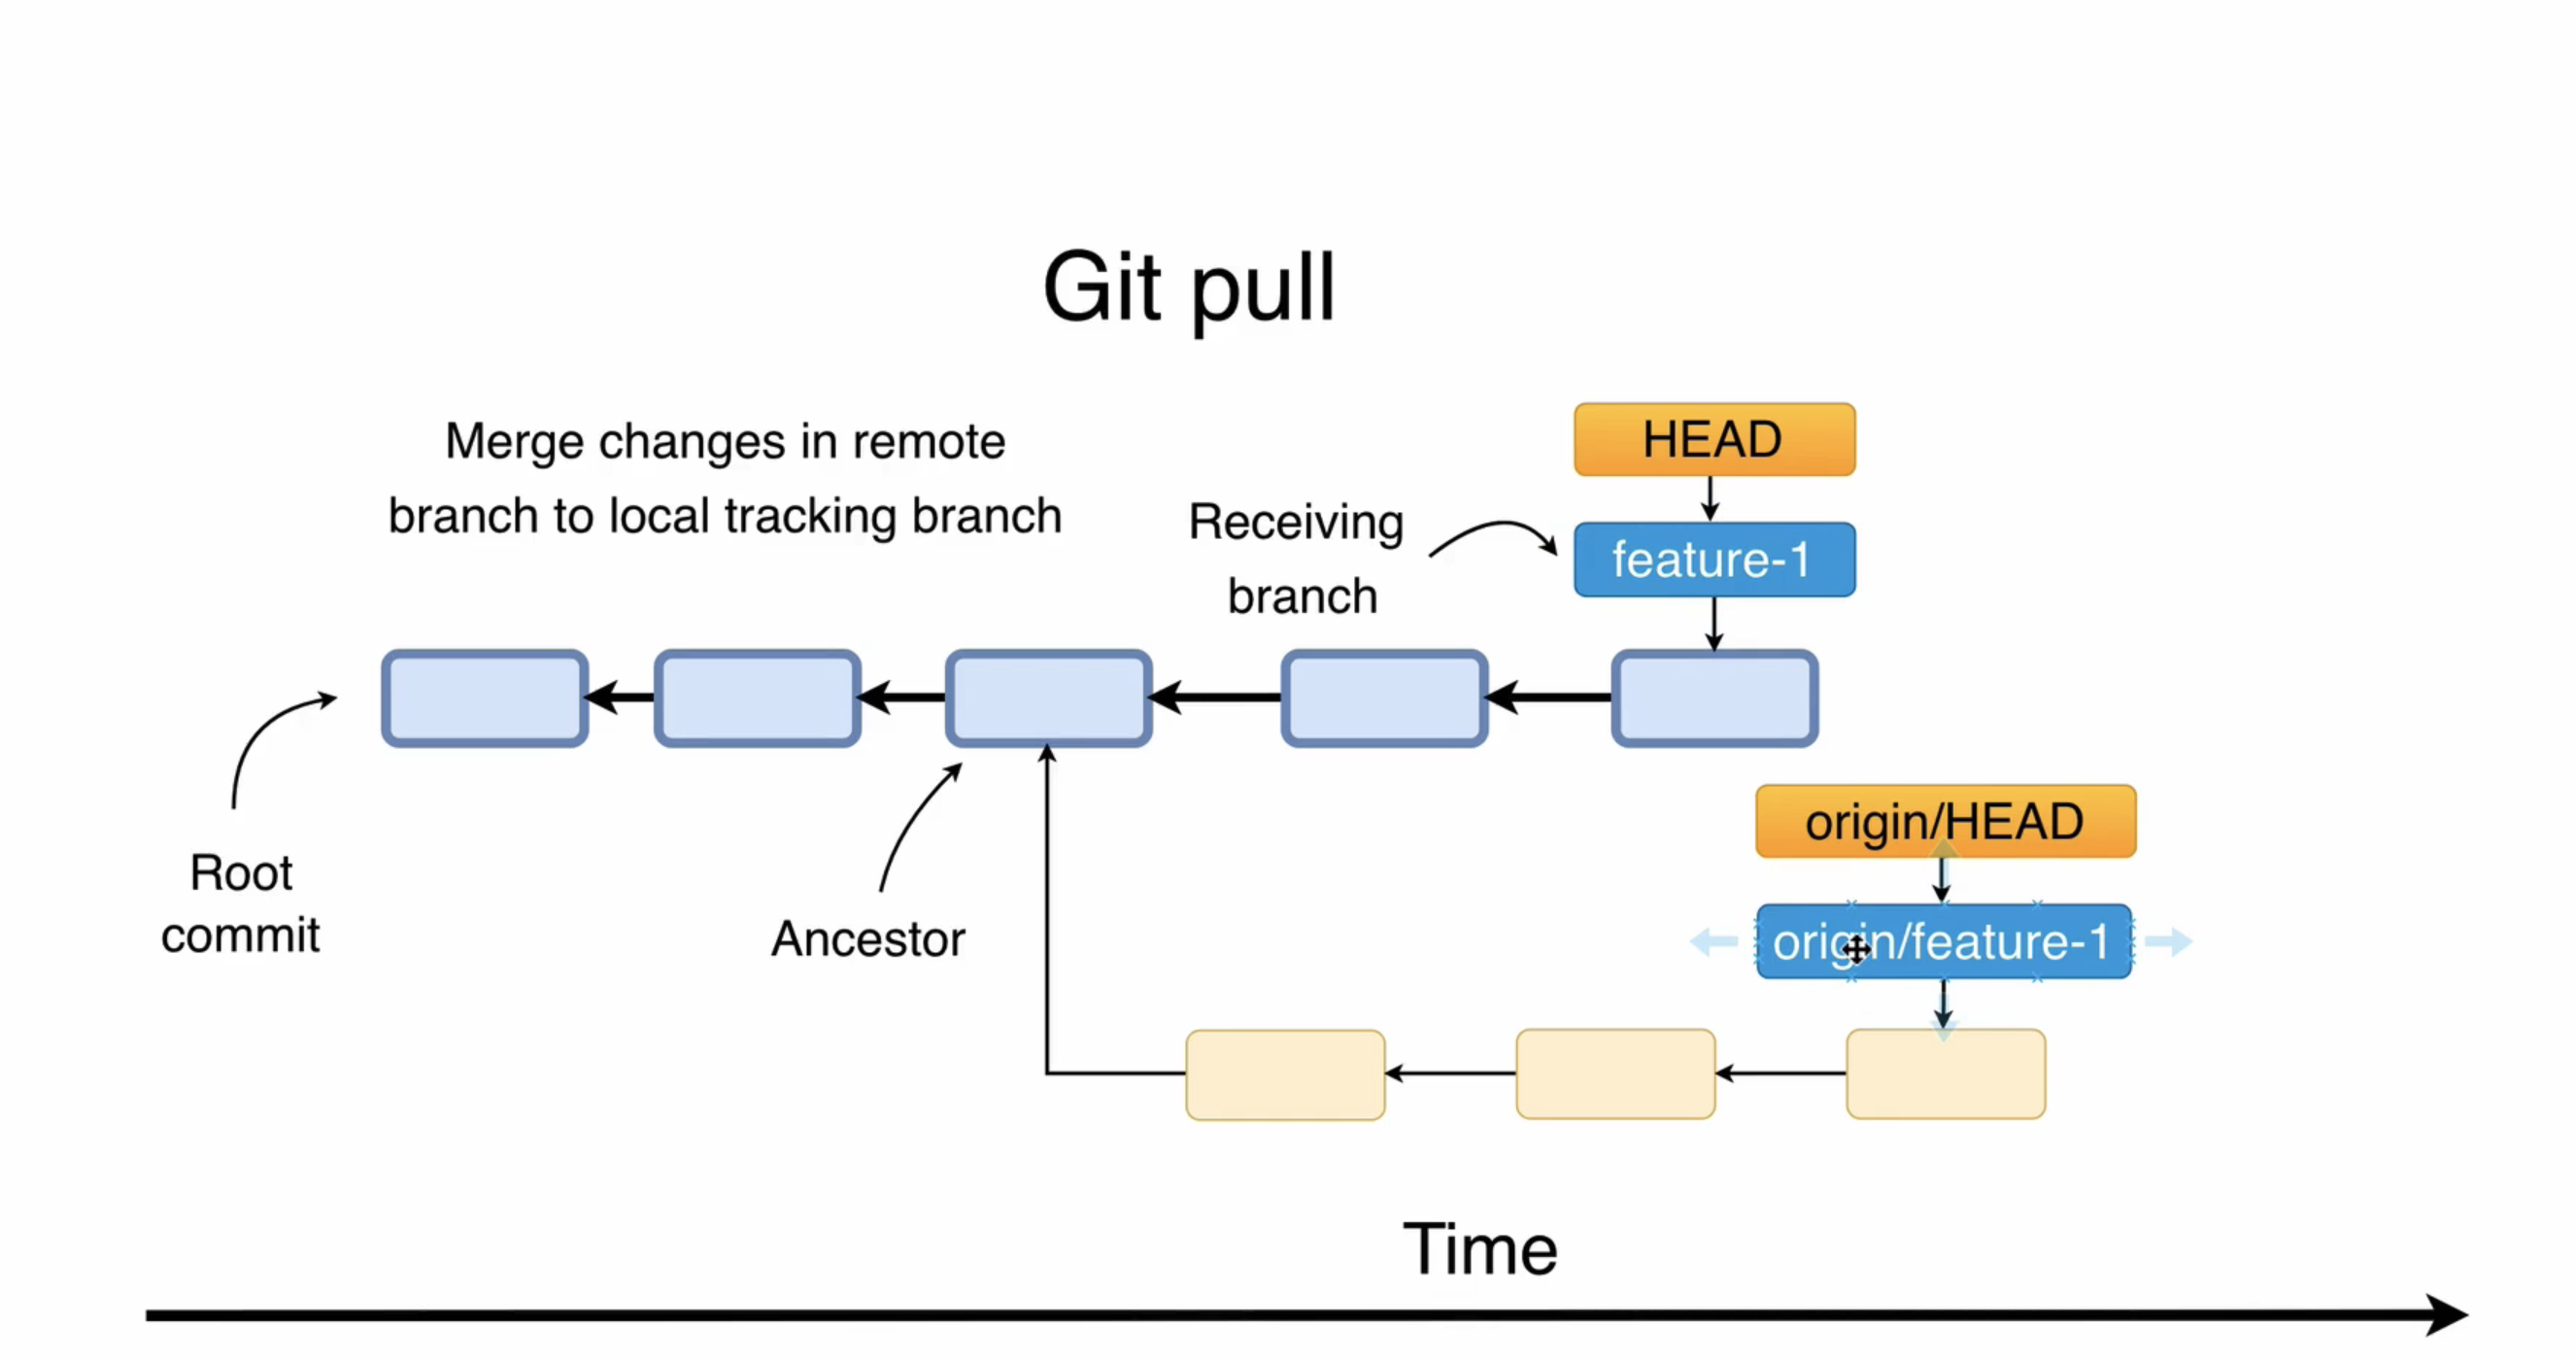 Git pull
Merge changes in remote
branch to local tracking branch
HEAD
Receiving
branch
feature-1
origin/HEAD
Root
commit
Ancestor
origin/feature-1
Time